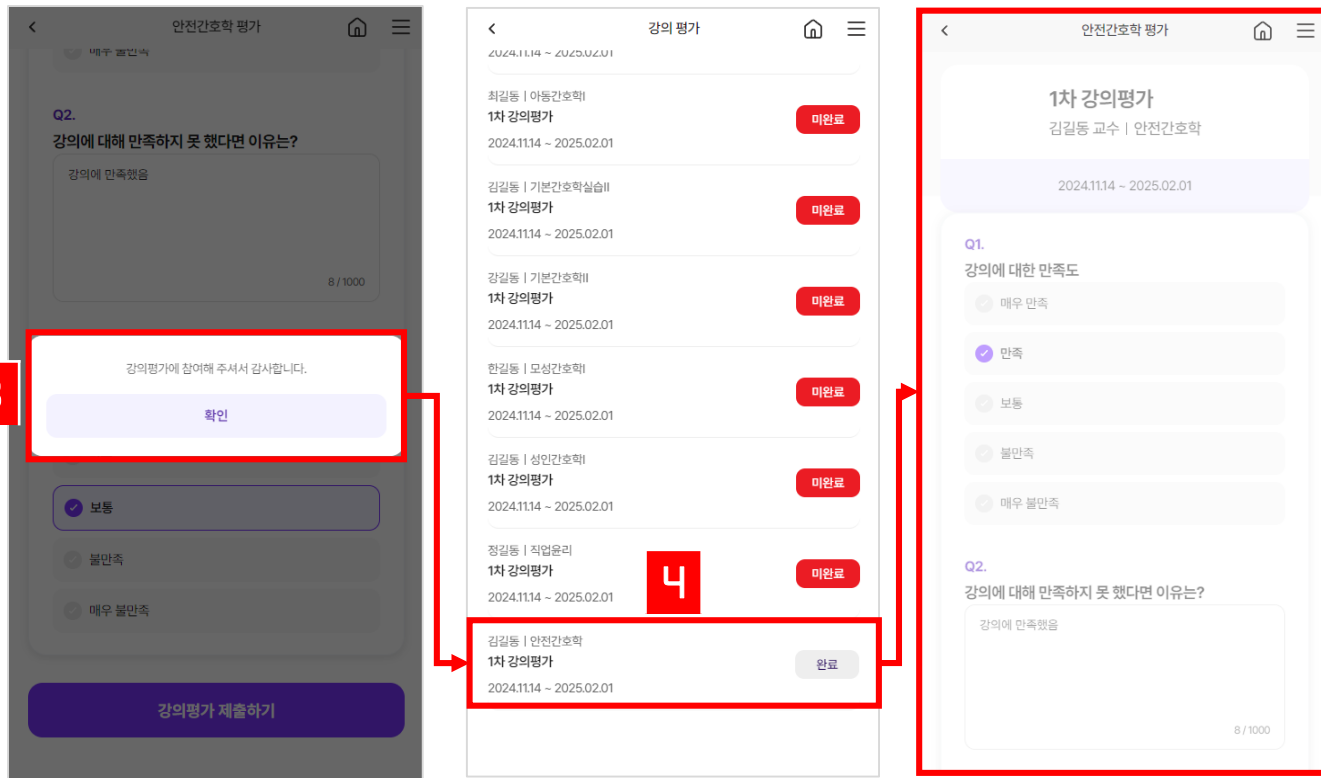 안전간호학 평가
매우 불만족
Q2.
강의에 대해 만족하지 못 했다면 이유는?
강의에 만족했음
8 / 1000
강의평가에 참여해 주셔서 감사합니다.
확인
보통
불만족
매우 불만족
강의평가 제출하기
강의 평가
2024.11.14 ~ 2025.02.01
최길동 | 아동간호학I
1차 강의평가
미완료
2024.11.14 ~ 2025.02.01
김길동 | 기본간호학실습II
1차 강의평가
미완료
2024.11.14 ~ 2025.02.01
강길동 | 기본간호학II
1차 강의평가
미완료
2024.11.14 ~ 2025.02.01
한길동 | 모성간호학I
1차 강의평가
미완료
2024.11.14 ~ 2025.02.01
김길동 | 성인간호학I
1차 강의평가
미완료
2024.11.14 ~ 2025.02.01
정길동 | 직업윤리
1차 강의평가
미완료
2024.11.14 ~ 2025.02.01
4
김길동 | 안전간호학
1차 강의평가
완료
2024.11.14 ~ 2025.02.01
안전간호학 평가
1차 강의평가
김길동 교수 | 안전간호학
2024.11.14 ~ 2025.02.01
Q1.
강의에 대한 만족도
매우 만족
만족
보통
불만족
매우 불만족
Q2.
강의에 대해 만족하지 못 했다면 이유는?
강의에 만족했음
8 / 1000